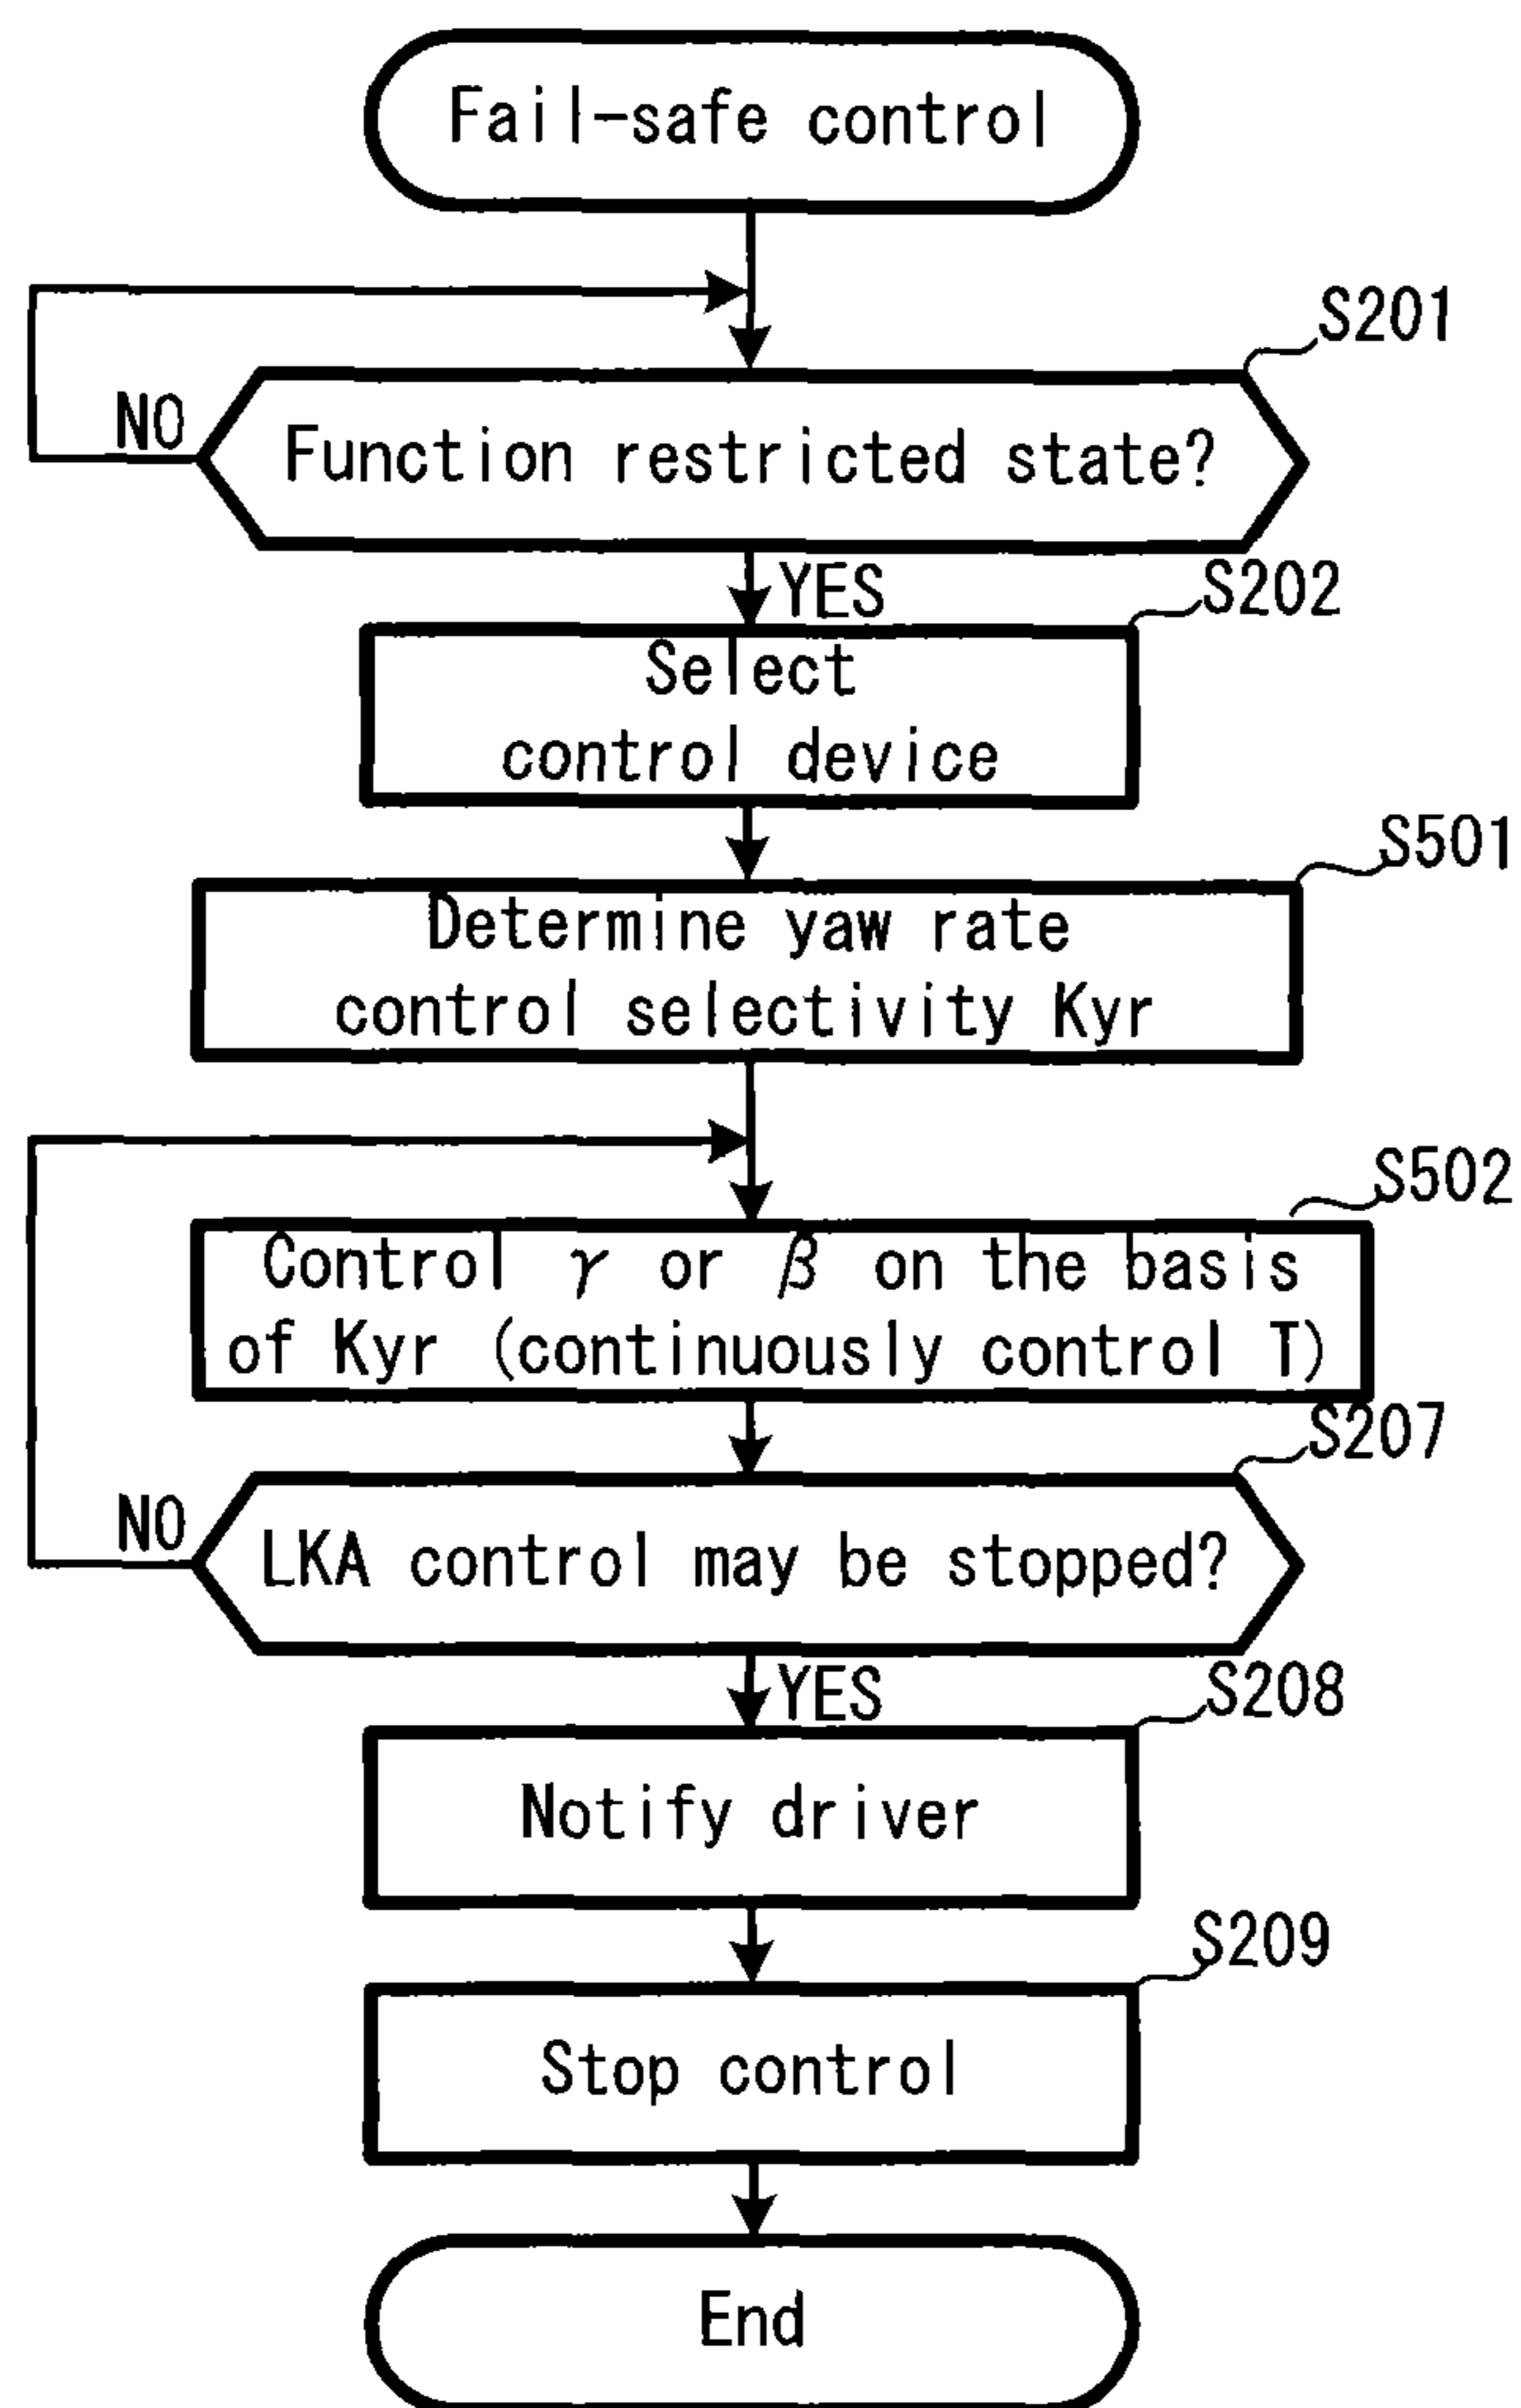 Fail-safe control
S201
NO
Function restricted state?
YES
S202
Select
control device
S501
Determine yaw rate
control selectivity Kyr
S502
Control γ or β on the basis
of Kyr (continuously control T)
S207
NO
LKA control may be stopped?
YES
S208
Notify driver
S209
Stop control
End